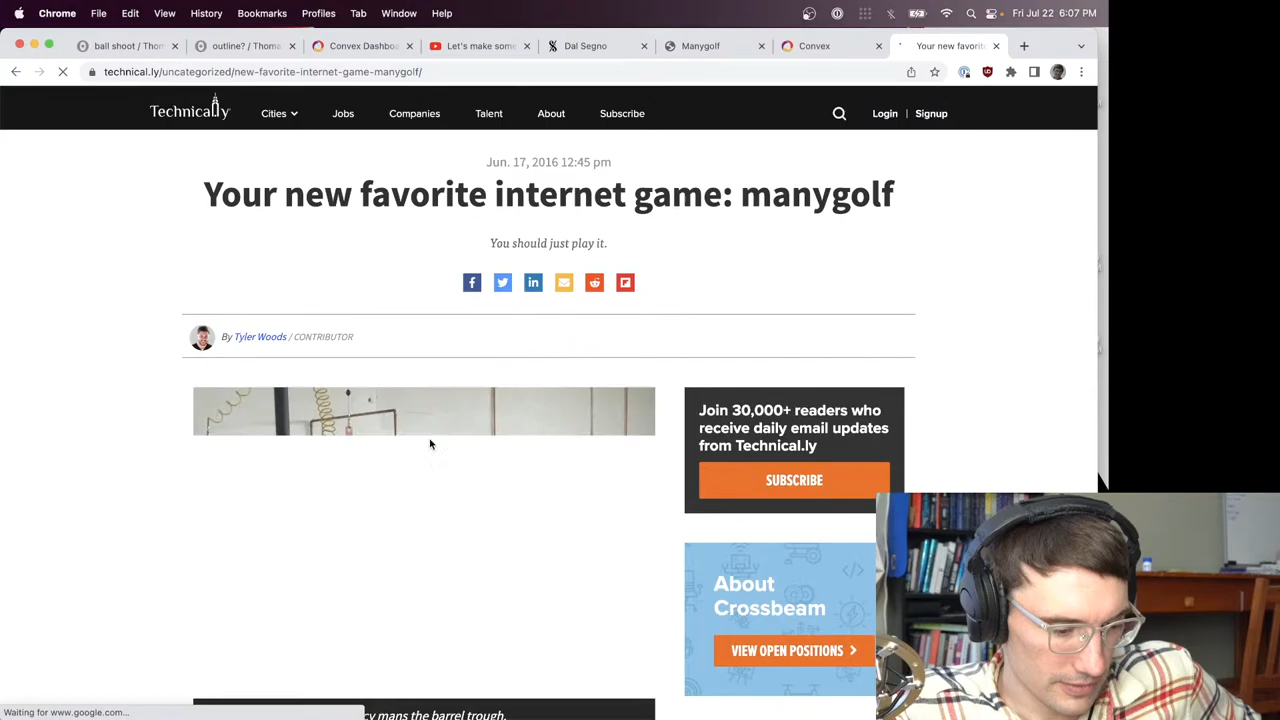 Chrome File Edit View History Bookmarks Profiles Tab Window Help Fri Jul 22 6:07 PM
ball shoot / Thom outline? / Thoma Convex Dashboa Let's make some Dal Segno Manygolf Convex Your new favorit
technical.ly/uncategorized/new-favorite-internet-game-manygolf/
Technical.ly Cities Jobs Companies Talent About Subscribe Login | Signup
Jun. 17, 2016 12:45 pm
Your new favorite internet game: manygolf
You should just play it.
By Tyler Woods / CONTRIBUTOR
Join 30,000+ readers who
receive daily email updates
from Technical.ly
SUBSCRIBE
About
Crossbeam
VIEW OPEN POSITIONS
cy mans the barrel trough.
Waiting for www.google.com...